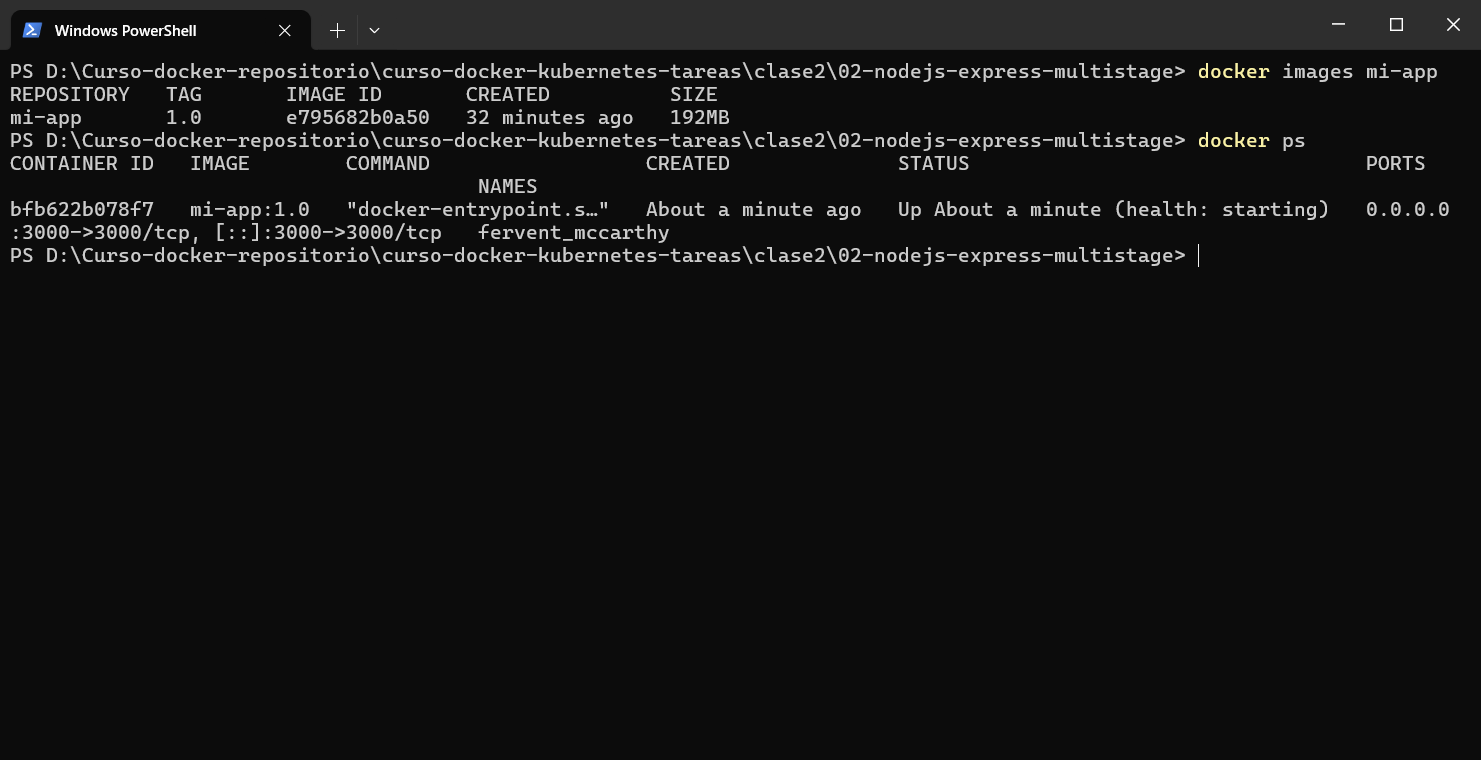 Windows PowerShell
PS D:\Curso-docker-repositorio\curso-docker-kubernetes-tareas\clase2\02-nodejs-express-multistage> docker images mi-app
REPOSITORY   TAG       IMAGE ID       CREATED          SIZE
mi-app       1.0       e795682b0a50   32 minutes ago   192MB
PS D:\Curso-docker-repositorio\curso-docker-kubernetes-tareas\clase2\02-nodejs-express-multistage> docker ps
CONTAINER ID   IMAGE        COMMAND                  CREATED              STATUS                                 PORTS
                                       NAMES
bfb622b078f7   mi-app:1.0   "docker-entrypoint.s…"   About a minute ago   Up About a minute (health: starting)   0.0.0.0
:3000->3000/tcp, [::]:3000->3000/tcp   fervent_mccarthy
PS D:\Curso-docker-repositorio\curso-docker-kubernetes-tareas\clase2\02-nodejs-express-multistage>